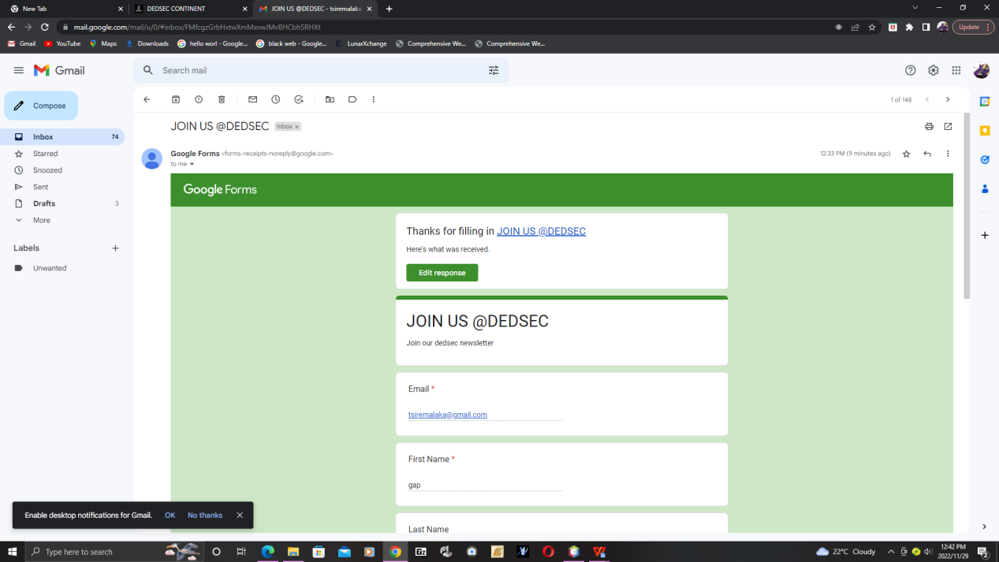 New Tab
DEDSEC CONTINENT
JOIN US @DEDSEC - tsiremalaka
mail.google.com/mail/u/0/#inbox/FMfcgzGrbHxtwXmMxvwJMvBHCbhSRHXt
Update
Gmail
YouTube
Maps
Downloads
hello worl - Google...
black web - Google...
LunarXchange
Comprehensive We...
Comprehensive We...
Gmail
Search mail
Compose
1 of 148
Inbox 74
Starred
Snoozed
Sent
Drafts 3
More
Labels
Unwanted
JOIN US @DEDSEC Inbox x
Google Forms <forms-receipts-noreply@google.com>
12:33 PM (9 minutes ago)
to me
Google Forms
Thanks for filling in JOIN US @DEDSEC
Here's what was received.
Edit response
JOIN US @DEDSEC
Join our dedsec newsletter
Email *
tsiremalaka@gmail.com
First Name *
gap
Last Name
Enable desktop notifications for Gmail. OK No thanks
Type here to search
22°C Cloudy
12:42 PM
2022/11/29
2